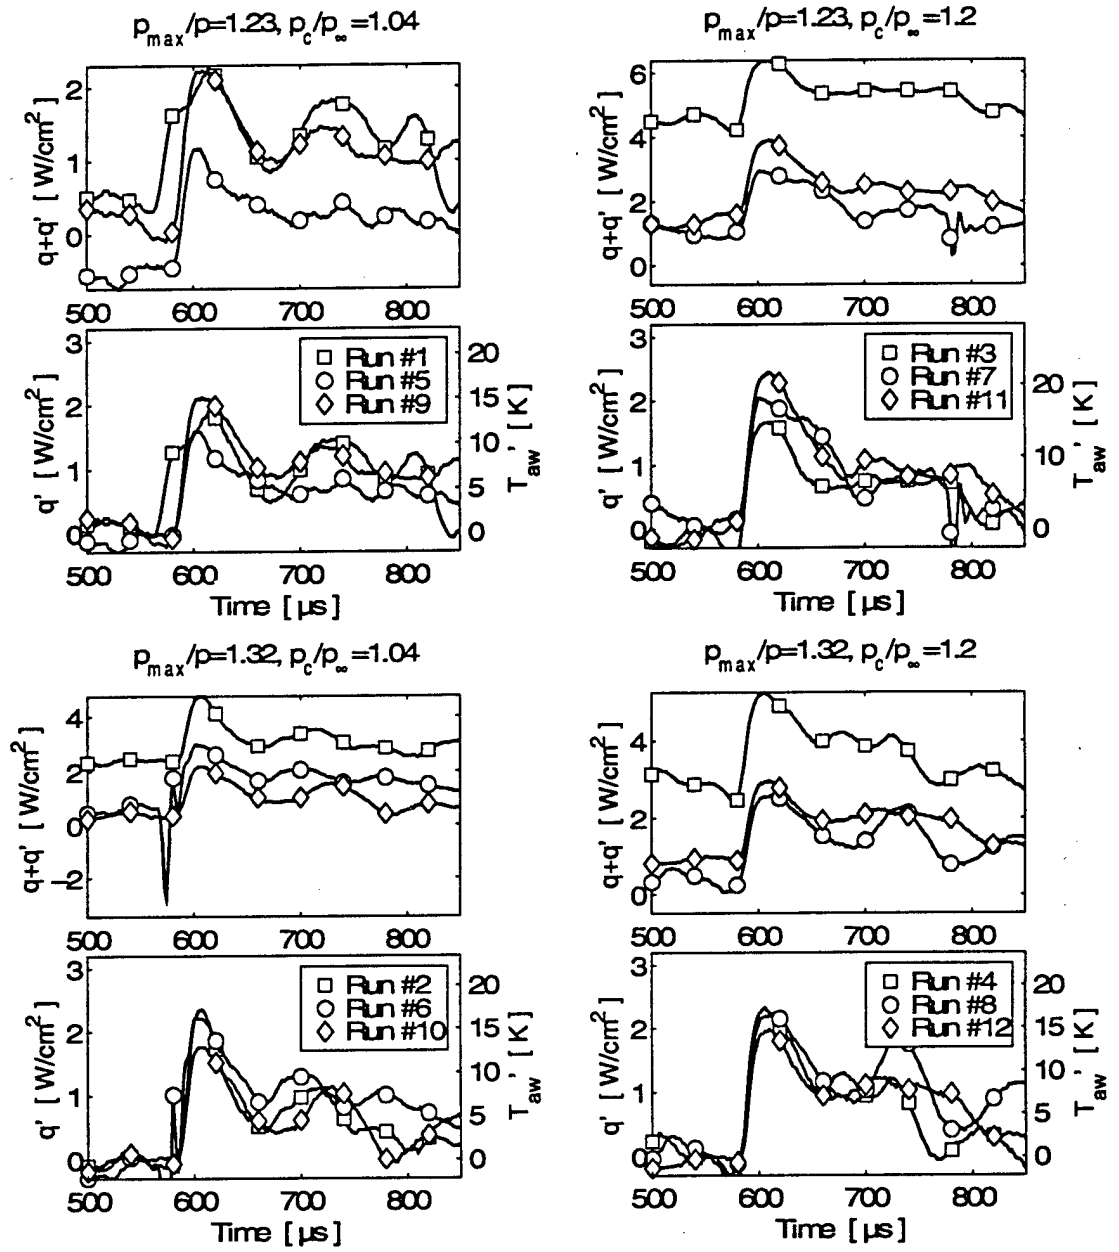 p_max/p=1.23, p_c/p_∞=1.04
q+q' [W/cm²]
2
1
0
500 600 700 800
q' [W/cm²]
3
2
1
0
Run #1
Run #5
Run #9
20
15
10
5
0
T_aw' [K]
500 600 700 800
Time [µs]
p_max/p=1.23, p_c/p_∞=1.2
q+q' [W/cm²]
6
4
2
0
500 600 700 800
q' [W/cm²]
3
2
1
0
Run #3
Run #7
Run #11
20
10
0
T_aw' [K]
500 600 700 800
Time [µs]
p_max/p=1.32, p_c/p_∞=1.04
q+q' [W/cm²]
4
2
0
−2
500 600 700 800
q' [W/cm²]
3
2
1
0
Run #2
Run #6
Run #10
20
15
10
5
0
T_aw' [K]
500 600 700 800
Time [µs]
p_max/p=1.32, p_c/p_∞=1.2
q+q' [W/cm²]
4
2
0
500 600 700 800
q' [W/cm²]
3
2
1
0
Run #4
Run #8
Run #12
20
15
10
5
0
T_aw' [K]
500 600 700 800
Time [µs]